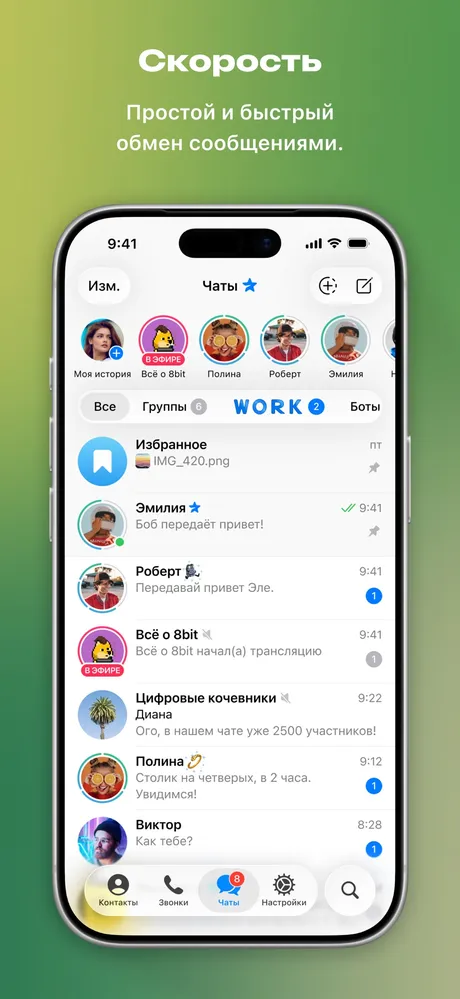 Скорость
Простой и быстрый
обмен сообщениями.
9:41
Изм.
Чаты
Моя история
В ЭФИРЕ
Всё о 8bit
Полина
Роберт
Эмилия
Все
Группы 6
WORK 2
Боты
Избранное
пт
IMG_420.png
Эмилия
9:41
Боб передаёт привет!
Роберт
9:41
Передавай привет Эле.
1
Всё о 8bit
9:41
Всё о 8bit начал(а) трансляцию
1
В ЭФИРЕ
Цифровые кочевники
9:22
Диана
Ого, в нашем чате уже 2500 участников!
Полина
9:12
Столик на четверых, в 2 часа.
Увидимся!
1
Виктор
8:28
Как тебе?
1
8
Контакты
Звонки
Чаты
Настройки